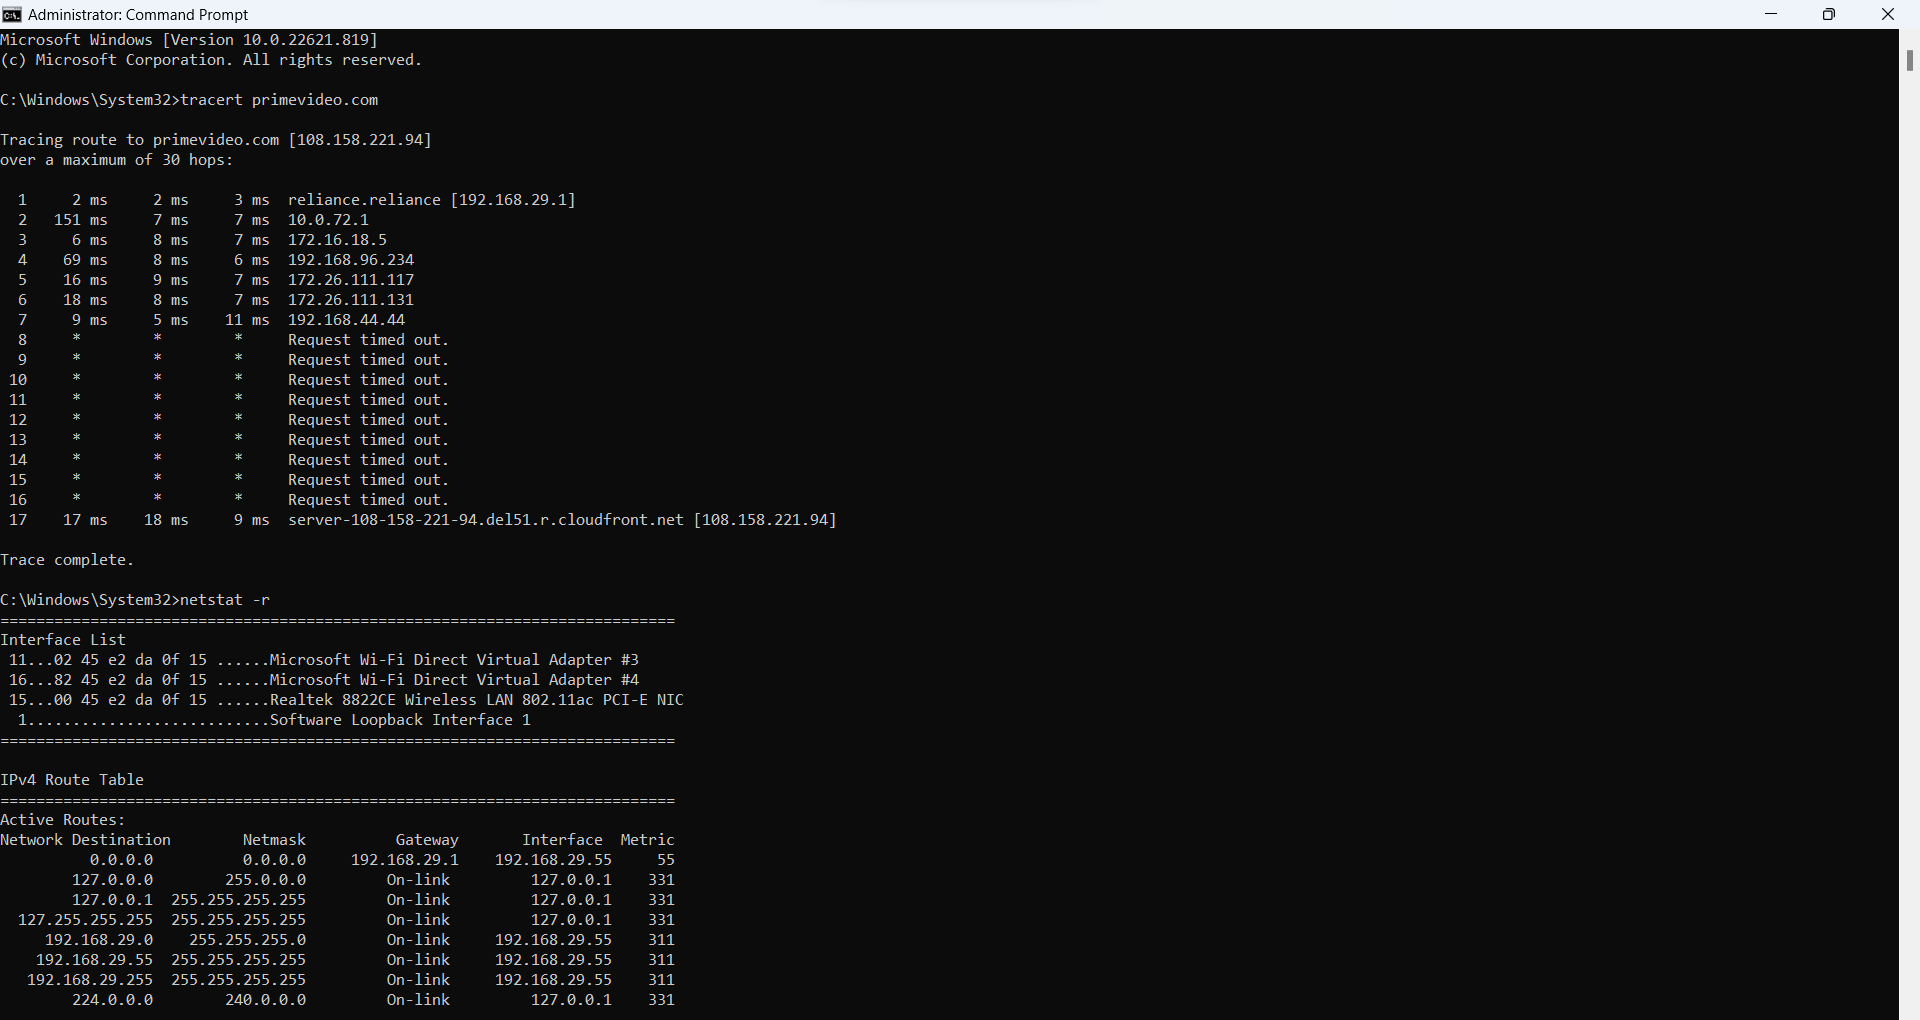 Administrator: Command Prompt
Microsoft Windows [Version 10.0.22621.819]
(c) Microsoft Corporation. All rights reserved.

C:\Windows\System32>tracert primevideo.com

Tracing route to primevideo.com [108.158.221.94]
over a maximum of 30 hops:

  1     2 ms     2 ms     3 ms  reliance.reliance [192.168.29.1]
  2   151 ms     7 ms     7 ms  10.0.72.1
  3     6 ms     8 ms     7 ms  172.16.18.5
  4    69 ms     8 ms     6 ms  192.168.96.234
  5    16 ms     9 ms     7 ms  172.26.111.117
  6    18 ms     8 ms     7 ms  172.26.111.131
  7     9 ms     5 ms    11 ms  192.168.44.44
  8     *        *        *     Request timed out.
  9     *        *        *     Request timed out.
 10     *        *        *     Request timed out.
 11     *        *        *     Request timed out.
 12     *        *        *     Request timed out.
 13     *        *        *     Request timed out.
 14     *        *        *     Request timed out.
 15     *        *        *     Request timed out.
 16     *        *        *     Request timed out.
 17    17 ms    18 ms     9 ms  server-108-158-221-94.del51.r.cloudfront.net [108.158.221.94]

Trace complete.

C:\Windows\System32>netstat -r
===========================================================================
Interface List
 11...02 45 e2 da 0f 15 ......Microsoft Wi-Fi Direct Virtual Adapter #3
 16...82 45 e2 da 0f 15 ......Microsoft Wi-Fi Direct Virtual Adapter #4
 15...00 45 e2 da 0f 15 ......Realtek 8822CE Wireless LAN 802.11ac PCI-E NIC
  1...........................Software Loopback Interface 1
===========================================================================

IPv4 Route Table
===========================================================================
Active Routes:
Network Destination        Netmask          Gateway       Interface  Metric
          0.0.0.0          0.0.0.0     192.168.29.1    192.168.29.55     55
        127.0.0.0        255.0.0.0         On-link         127.0.0.1    331
        127.0.0.1  255.255.255.255         On-link         127.0.0.1    331
  127.255.255.255  255.255.255.255         On-link         127.0.0.1    331
     192.168.29.0    255.255.255.0         On-link     192.168.29.55    311
    192.168.29.55  255.255.255.255         On-link     192.168.29.55    311
   192.168.29.255  255.255.255.255         On-link     192.168.29.55    311
        224.0.0.0        240.0.0.0         On-link         127.0.0.1    331